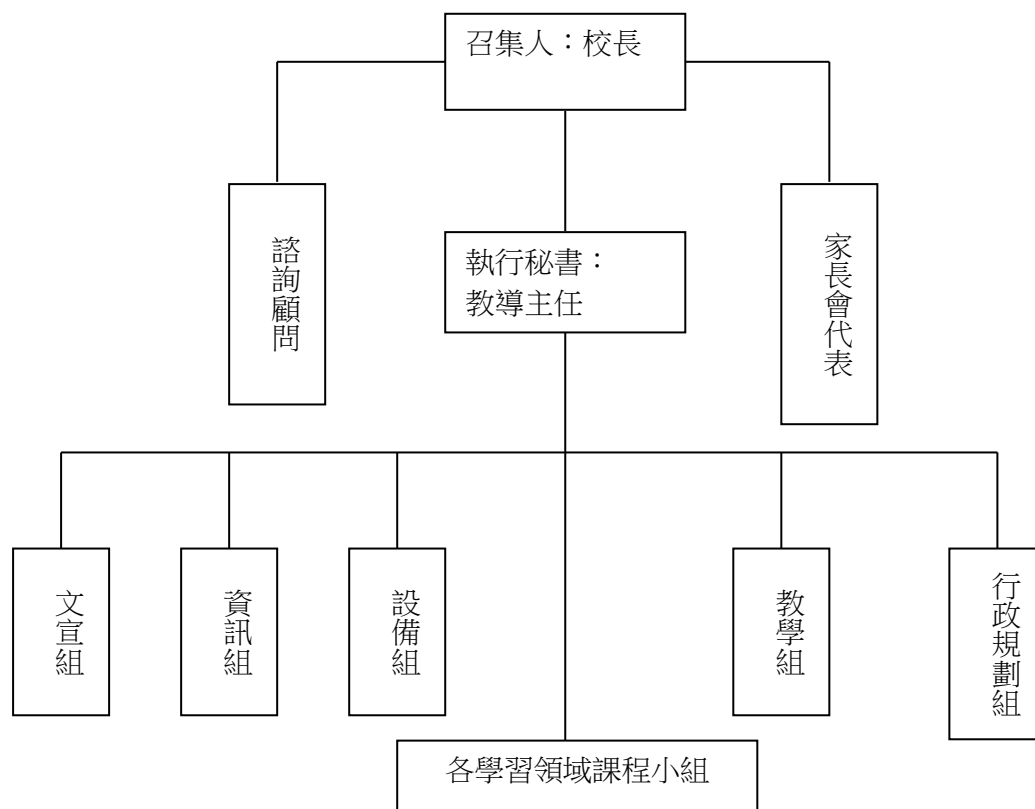 召集人：校長
諮詢顧問
執行秘書：
教導主任
家長會代表
文宣組
資訊組
設備組
教學組
行政規劃組
各學習領域課程小組